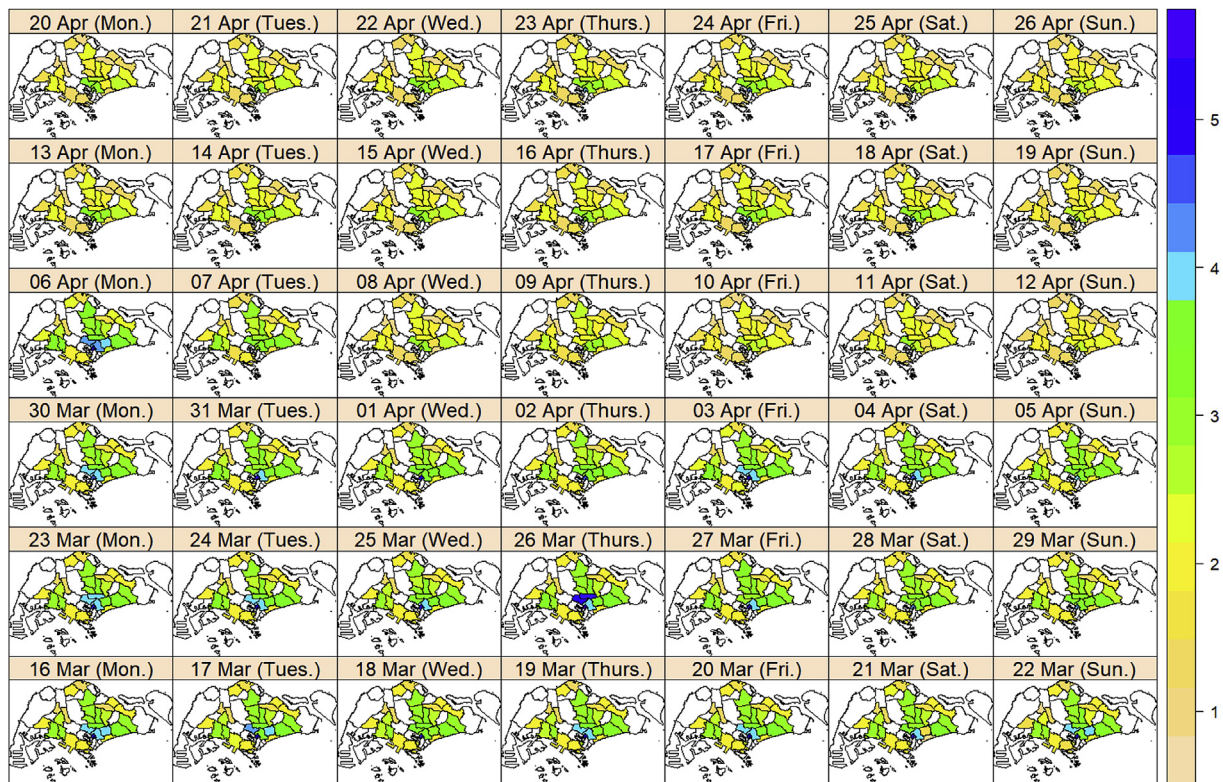 20 Apr (Mon.) 21 Apr (Tues.) 22 Apr (Wed.) 23 Apr (Thurs.) 24 Apr (Fri.) 25 Apr (Sat.) 26 Apr (Sun.)
5
13 Apr (Mon.) 14 Apr (Tues.) 15 Apr (Wed.) 16 Apr (Thurs.) 17 Apr (Fri.) 18 Apr (Sat.) 19 Apr (Sun.)
4
06 Apr (Mon.) 07 Apr (Tues.) 08 Apr (Wed.) 09 Apr (Thurs.) 10 Apr (Fri.) 11 Apr (Sat.) 12 Apr (Sun.)
30 Mar (Mon.) 31 Mar (Tues.) 01 Apr (Wed.) 02 Apr (Thurs.) 03 Apr (Fri.) 04 Apr (Sat.) 05 Apr (Sun.)
3
23 Mar (Mon.) 24 Mar (Tues.) 25 Mar (Wed.) 26 Mar (Thurs.) 27 Mar (Fri.) 28 Mar (Sat.) 29 Mar (Sun.)
2
16 Mar (Mon.) 17 Mar (Tues.) 18 Mar (Wed.) 19 Mar (Thurs.) 20 Mar (Fri.) 21 Mar (Sat.) 22 Mar (Sun.)
1